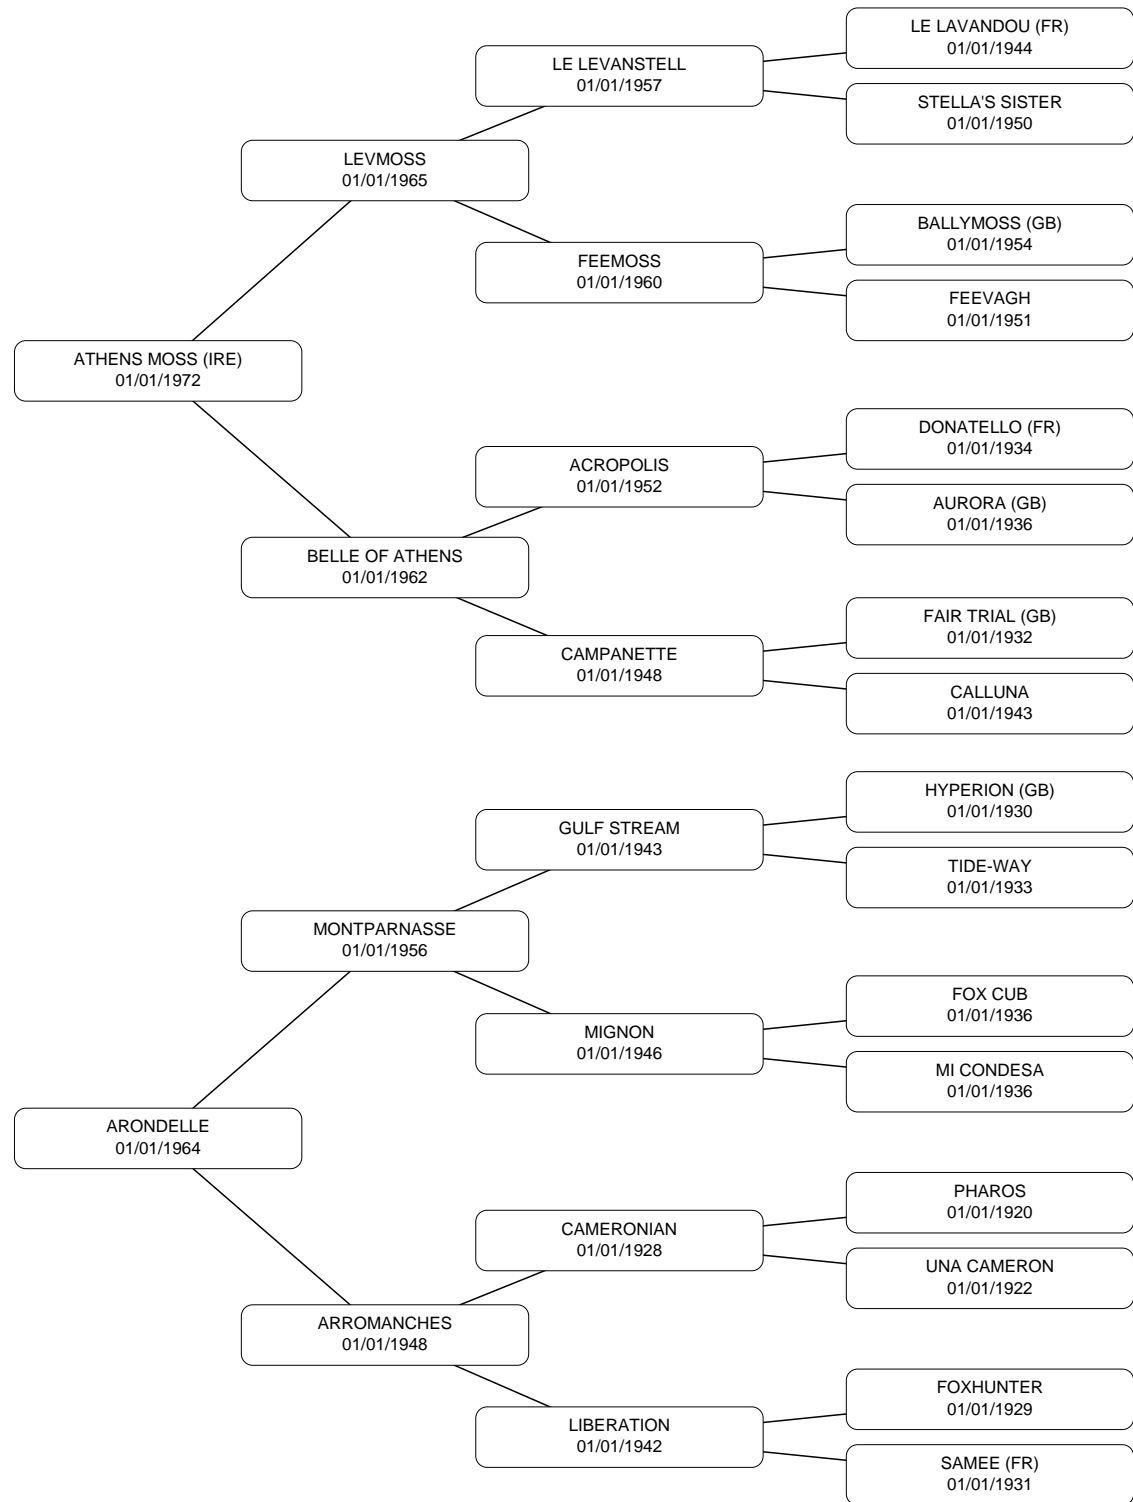 LE LAVANDOU (FR)
01/01/1944
LE LEVANSTELL
01/01/1957
STELLA'S SISTER
01/01/1950
LEVMOSS
01/01/1965
BALLYMOSS (GB)
01/01/1954
FEEMOSS
01/01/1960
FEEVAGH
01/01/1951
ATHENS MOSS (IRE)
01/01/1972
DONATELLO (FR)
01/01/1934
ACROPOLIS
01/01/1952
AURORA (GB)
01/01/1936
BELLE OF ATHENS
01/01/1962
FAIR TRIAL (GB)
01/01/1932
CAMPANETTE
01/01/1948
CALLUNA
01/01/1943
HYPERION (GB)
01/01/1930
GULF STREAM
01/01/1943
TIDE-WAY
01/01/1933
MONTPARNASSE
01/01/1956
FOX CUB
01/01/1936
MIGNON
01/01/1946
MI CONDESA
01/01/1936
ARONDELLE
01/01/1964
PHAROS
01/01/1920
CAMERONIAN
01/01/1928
UNA CAMERON
01/01/1922
ARROMANCHES
01/01/1948
FOXHUNTER
01/01/1929
LIBERATION
01/01/1942
SAMEE (FR)
01/01/1931